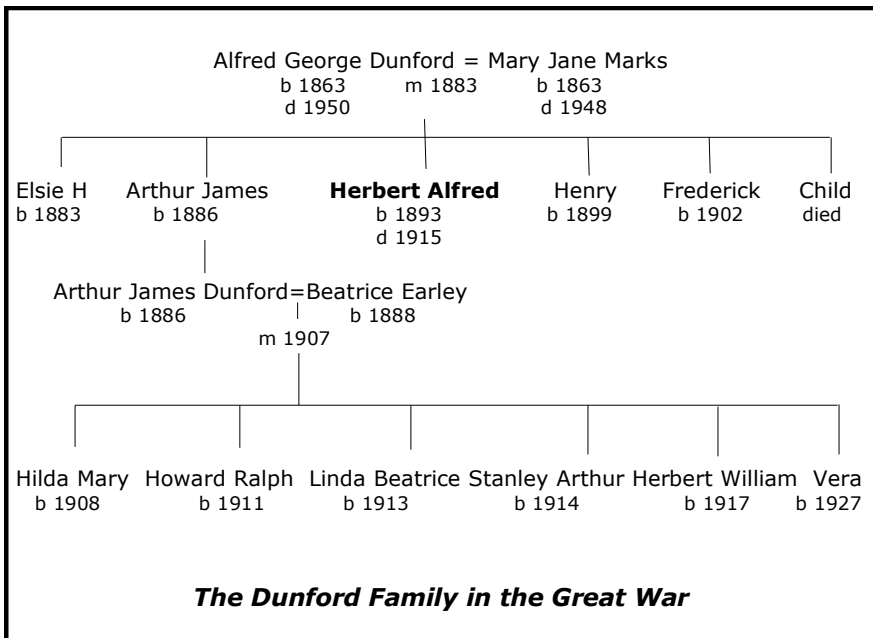 Alfred George Dunford = Mary Jane Marks
b 1863 m 1883 b 1863
d 1950 d 1948
Elsie H Arthur James Herbert Alfred Henry Frederick Child
b 1883 b 1886 b 1893 b 1899 b 1902 died
d 1915
Arthur James Dunford=Beatrice Earley
b 1886 b 1888
m 1907
Hilda Mary Howard Ralph Linda Beatrice Stanley Arthur Herbert William Vera
b 1908 b 1911 b 1913 b 1914 b 1917 b 1927
The Dunford Family in the Great War